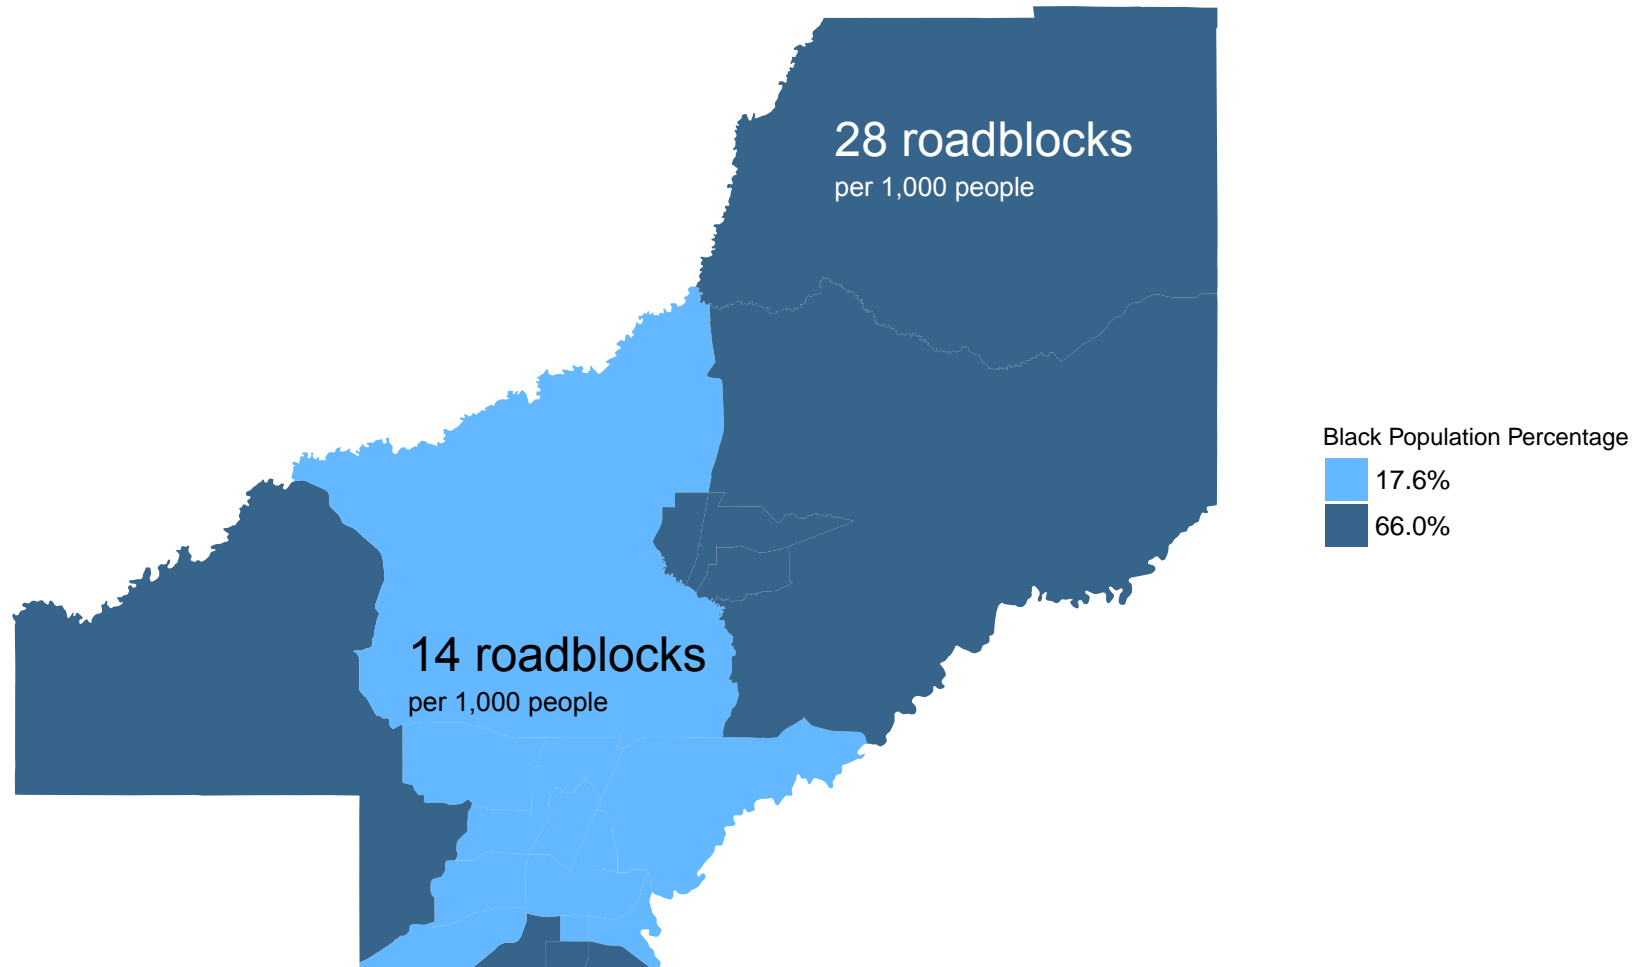 28 roadblocks
per 1,000 people
14 roadblocks
per 1,000 people
Black Population Percentage
17.6%
66.0%